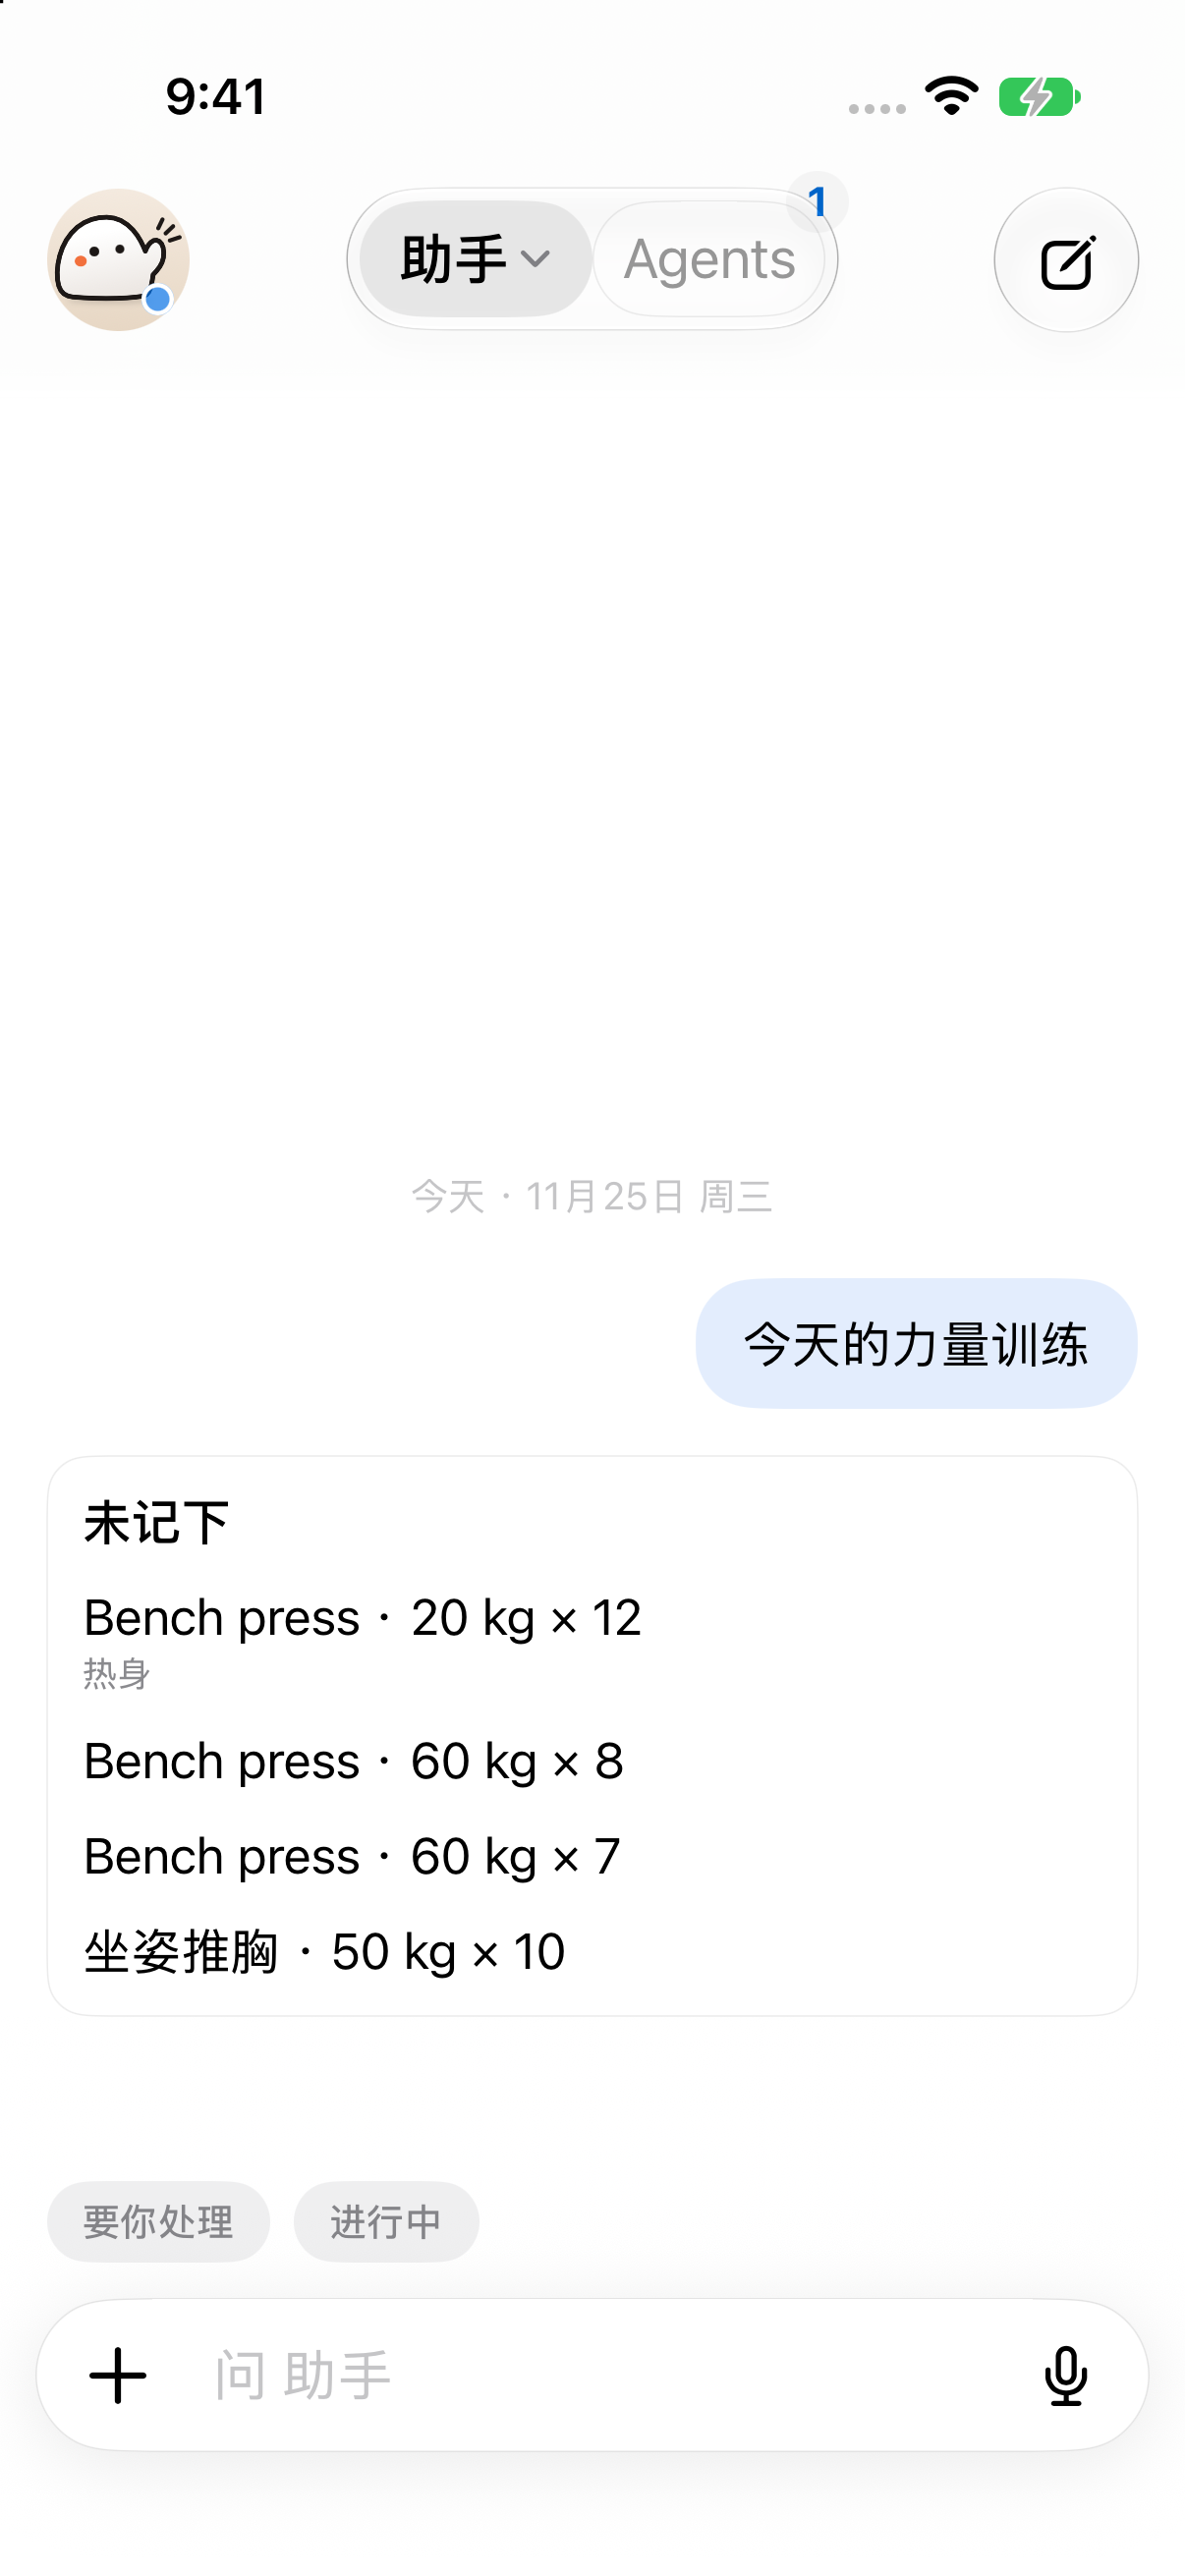 9:41
助手
Agents
1
今天 · 11月25日 周三
今天的力量训练
未记下
Bench press · 20 kg × 12
热身
Bench press · 60 kg × 8
Bench press · 60 kg × 7
坐姿推胸 · 50 kg × 10
要你处理
进行中
问 助手